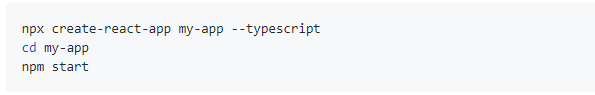 npx create-react-app my-app --typescript
cd my-app
npm start